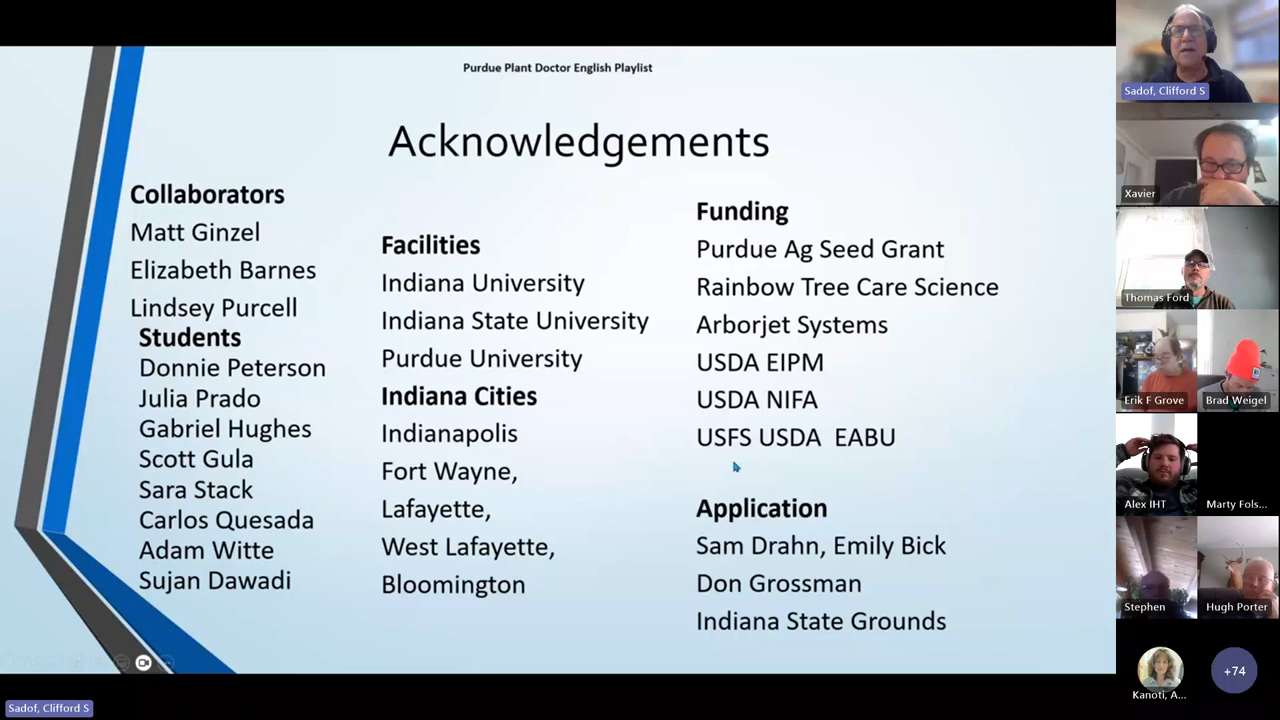 Purdue Plant Doctor English Playlist
Acknowledgements
Collaborators
Matt Ginzel
Elizabeth Barnes
Lindsey Purcell
Students
Donnie Peterson
Julia Prado
Gabriel Hughes
Scott Gula
Sara Stack
Carlos Quesada
Adam Witte
Sujan Dawadi
Facilities
Indiana University
Indiana State University
Purdue University
Indiana Cities
Indianapolis
Fort Wayne,
Lafayette,
West Lafayette,
Bloomington
Funding
Purdue Ag Seed Grant
Rainbow Tree Care Science
Arborjet Systems
USDA EIPM
USDA NIFA
USFS USDA EABU
Application
Sam Drahn, Emily Bick
Don Grossman
Indiana State Grounds
Sadof, Clifford S
Xavier
Thomas Ford
Erik F Grove
Brad Weigel
Alex IHT
Marty Fols...
Stephen
Hugh Porter
Kanoti, A...
+74
Sadof, Clifford S